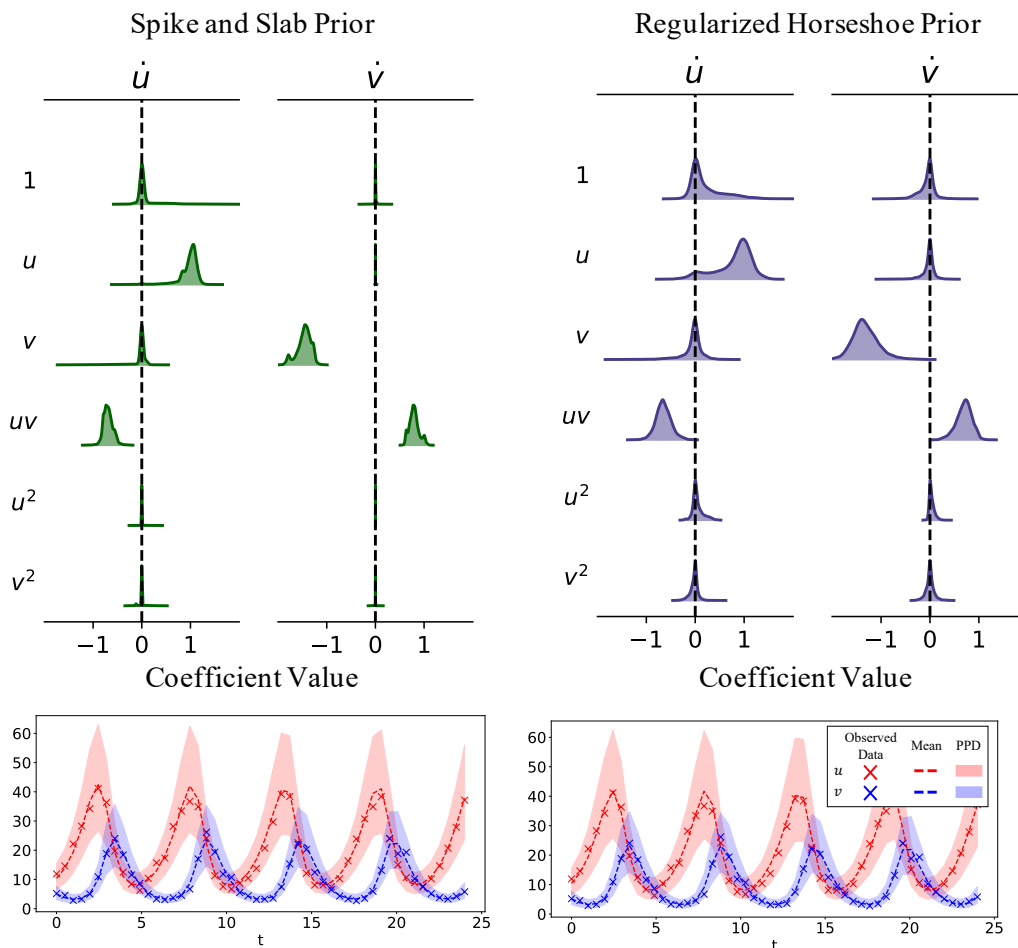 Spike and Slab Prior
u̇ v̇
1
u
v
uv
u²
v²
−1 0 1 −1 0 1
Coefficient Value
Regularized Horseshoe Prior
u̇ v̇
1
u
v
uv
u²
v²
−1 0 1 −1 0 1
Coefficient Value
60
50
40
30
20
10
0
0 5 10 15 20 25
t
60
50
40
30
20
10
0
Observed Data Mean PPD
u
v
0 5 10 15 20 25
t